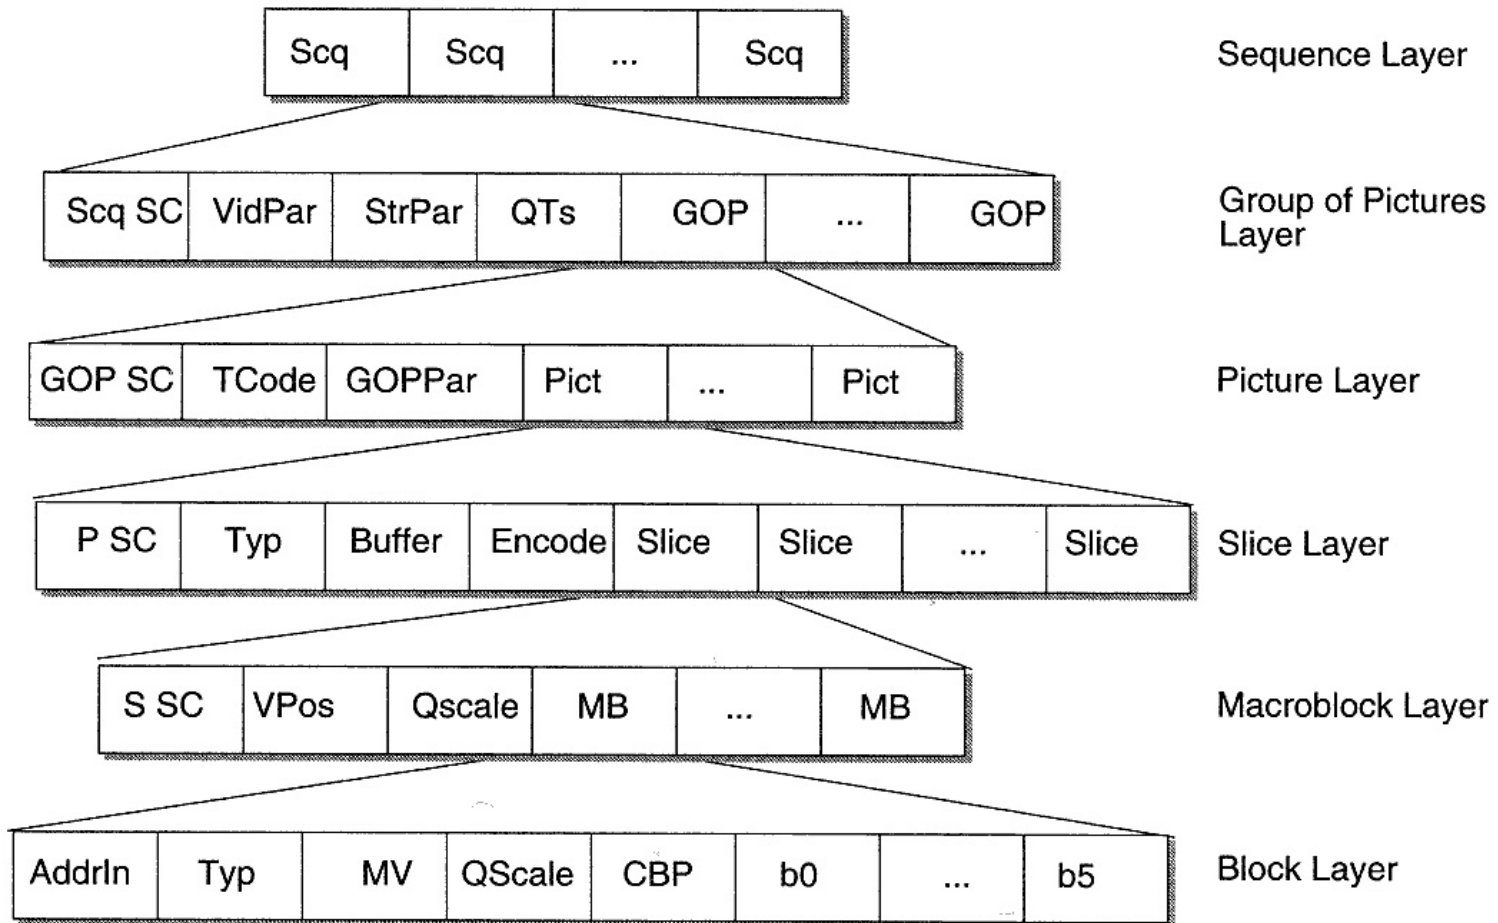 Scq Scq ... Scq Sequence Layer
Scq SC VidPar StrPar QTs GOP ... GOP Group of Pictures
Layer
GOP SC TCode GOPPar Pict ... Pict Picture Layer
P SC Typ Buffer Encode Slice Slice ... Slice Slice Layer
S SC VPos Qscale MB ... MB Macroblock Layer
AddrIn Typ MV QScale CBP b0 ... b5 Block Layer